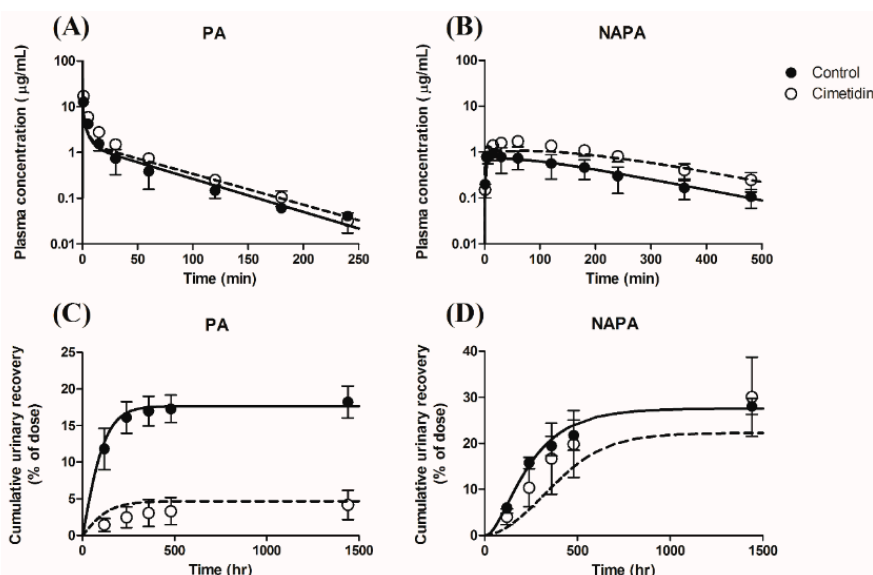 (A)
PA
Plasma concentration ( μg/mL)
100
10
1
0.1
0.01
0 50 100 150 200 250
Time (min)
(B)
NAPA
Plasma concentration ( μg/mL)
100
10
1
0.1
0.01
0 100 200 300 400 500
Time (min)
Control
Cimetidin
(C)
PA
Cumulative urinary recovery
(% of dose)
25
20
15
10
5
0
0 500 1000 1500
Time (hr)
(D)
NAPA
Cumulative urinary recovery
(% of dose)
40
30
20
10
0
0 500 1000 1500
Time (hr)